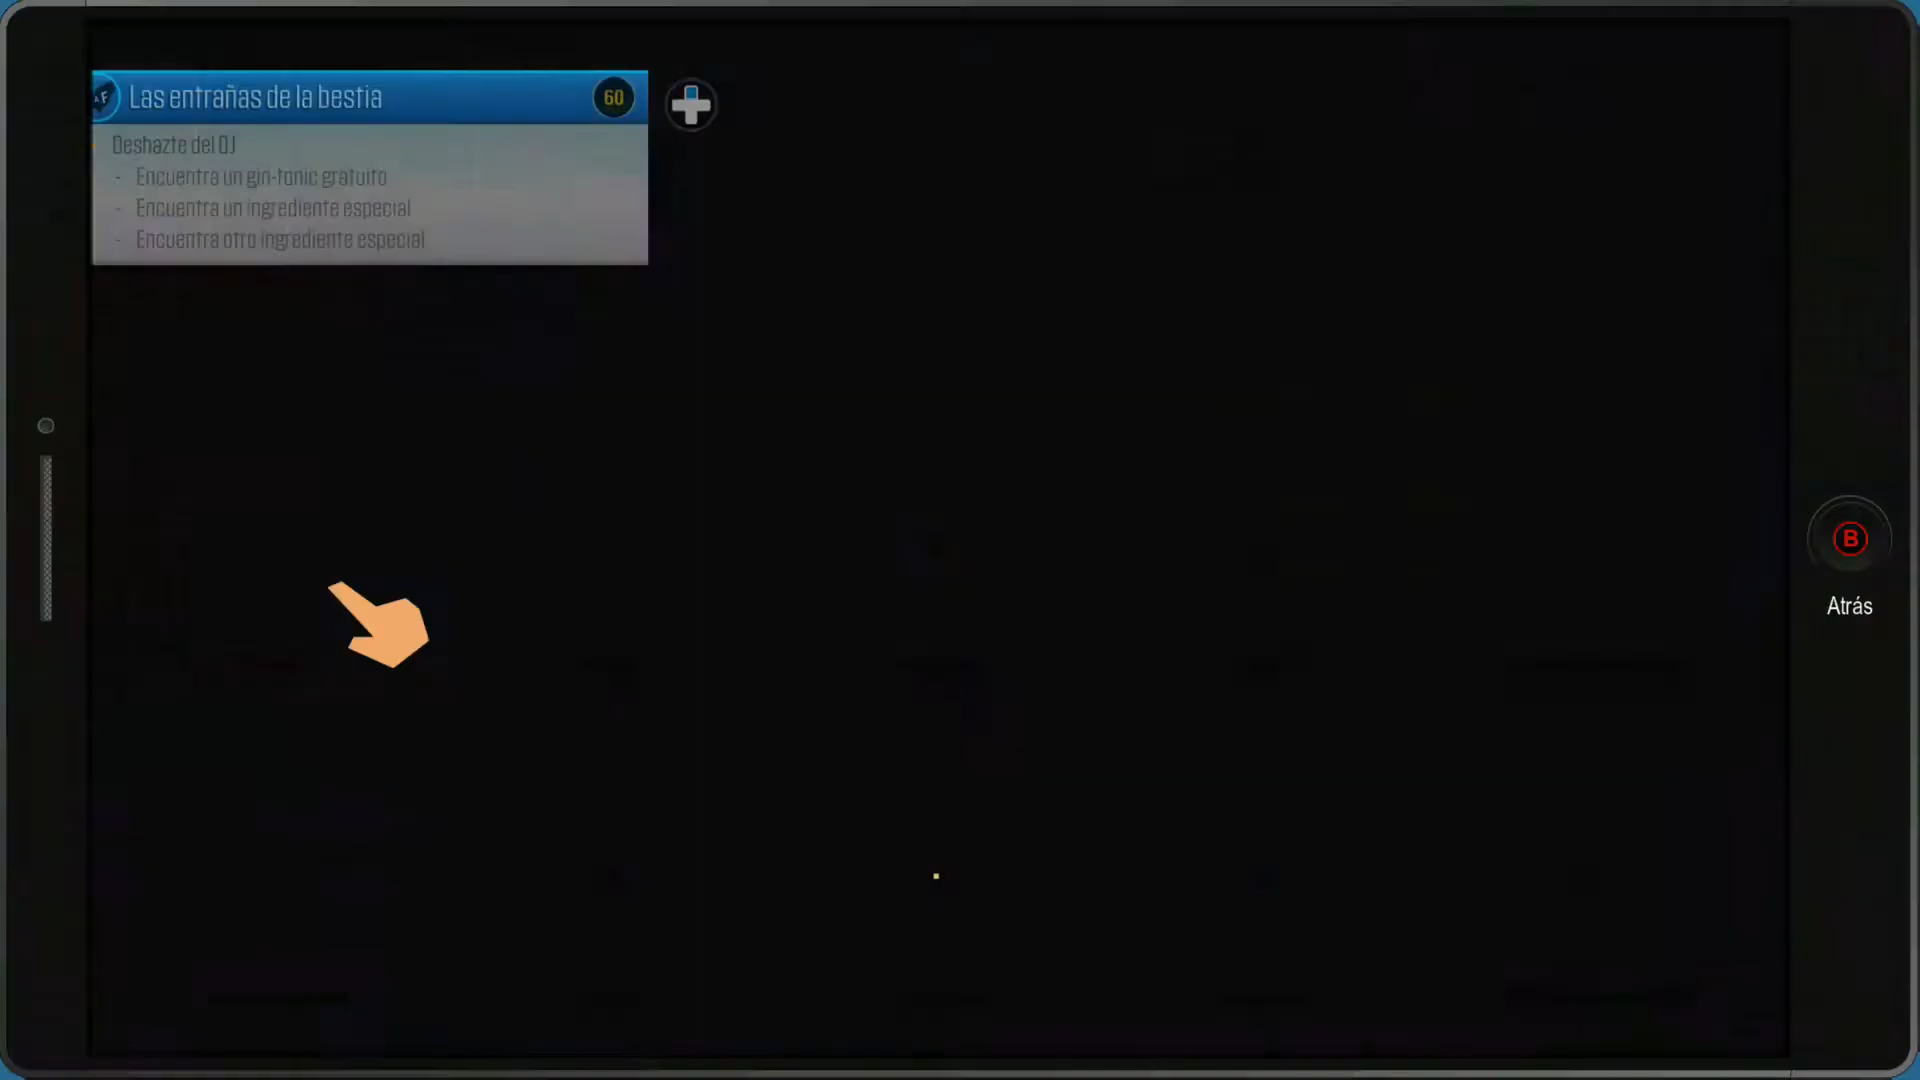 AF
Las entrañas de la bestia
60
Deshazte del DJ
- Encuentra un gin-tonic gratuito
- Encuentra un ingrediente especial
- Encuentra otro ingrediente especial
B
Atrás